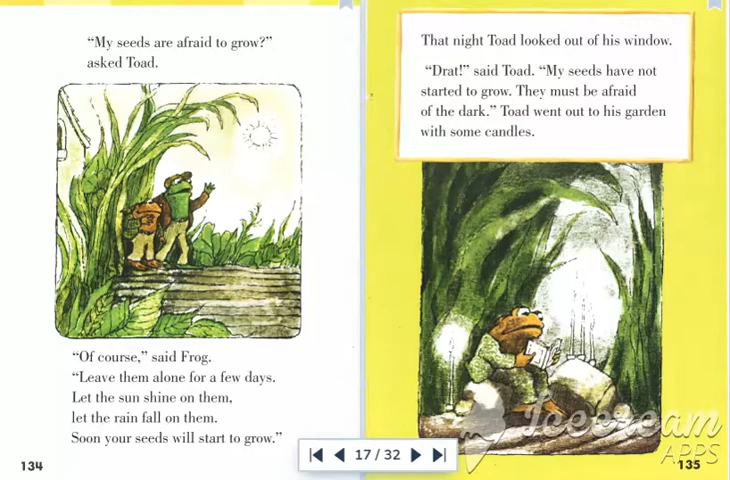 “My seeds are afraid to grow?”
asked Toad.
“Of course,” said Frog.
“Leave them alone for a few days.
Let the sun shine on them,
let the rain fall on them.
Soon your seeds will start to grow.”
134
That night Toad looked out of his window.
“Drat!” said Toad. “My seeds have not
started to grow. They must be afraid
of the dark.” Toad went out to his garden
with some candles.
17 / 32
Icecream
APPS
135